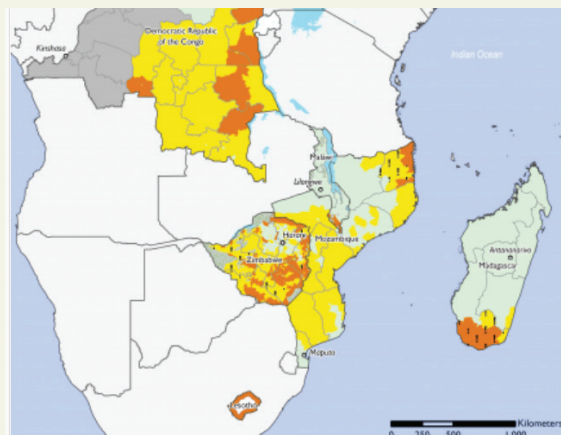 Democratic Republic
of the Congo
Kinshasa
Indian Ocean
Malawi
Lilongwe
Harare
Mozambique
Zimbabwe
Antananarivo
Madagascar
Maputo
Lesotho
Kilometers
0 250 500 1,000